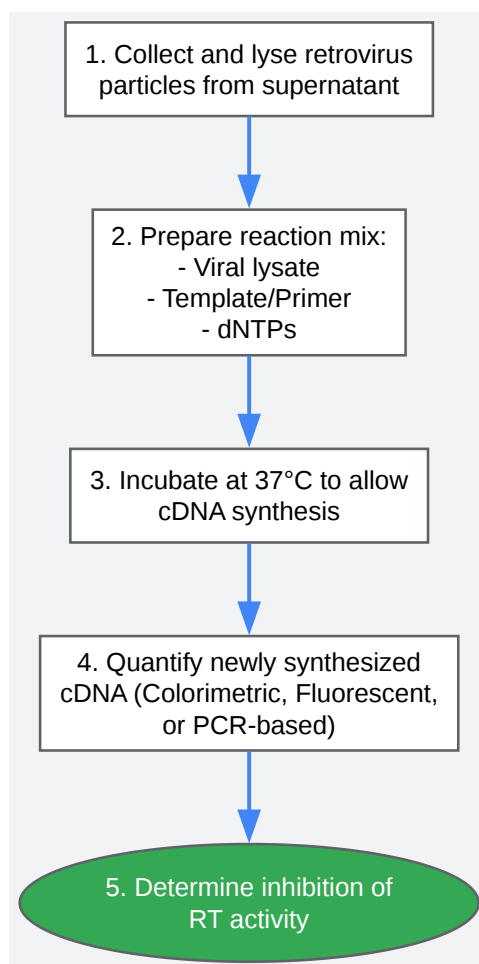 1. Collect and lyse retrovirus
particles from supernatant
2. Prepare reaction mix:
- Viral lysate
- Template/Primer
- dNTPs
3. Incubate at 37°C to allow
cDNA synthesis
4. Quantify newly synthesized
cDNA (Colorimetric, Fluorescent,
or PCR-based)
5. Determine inhibition of
RT activity